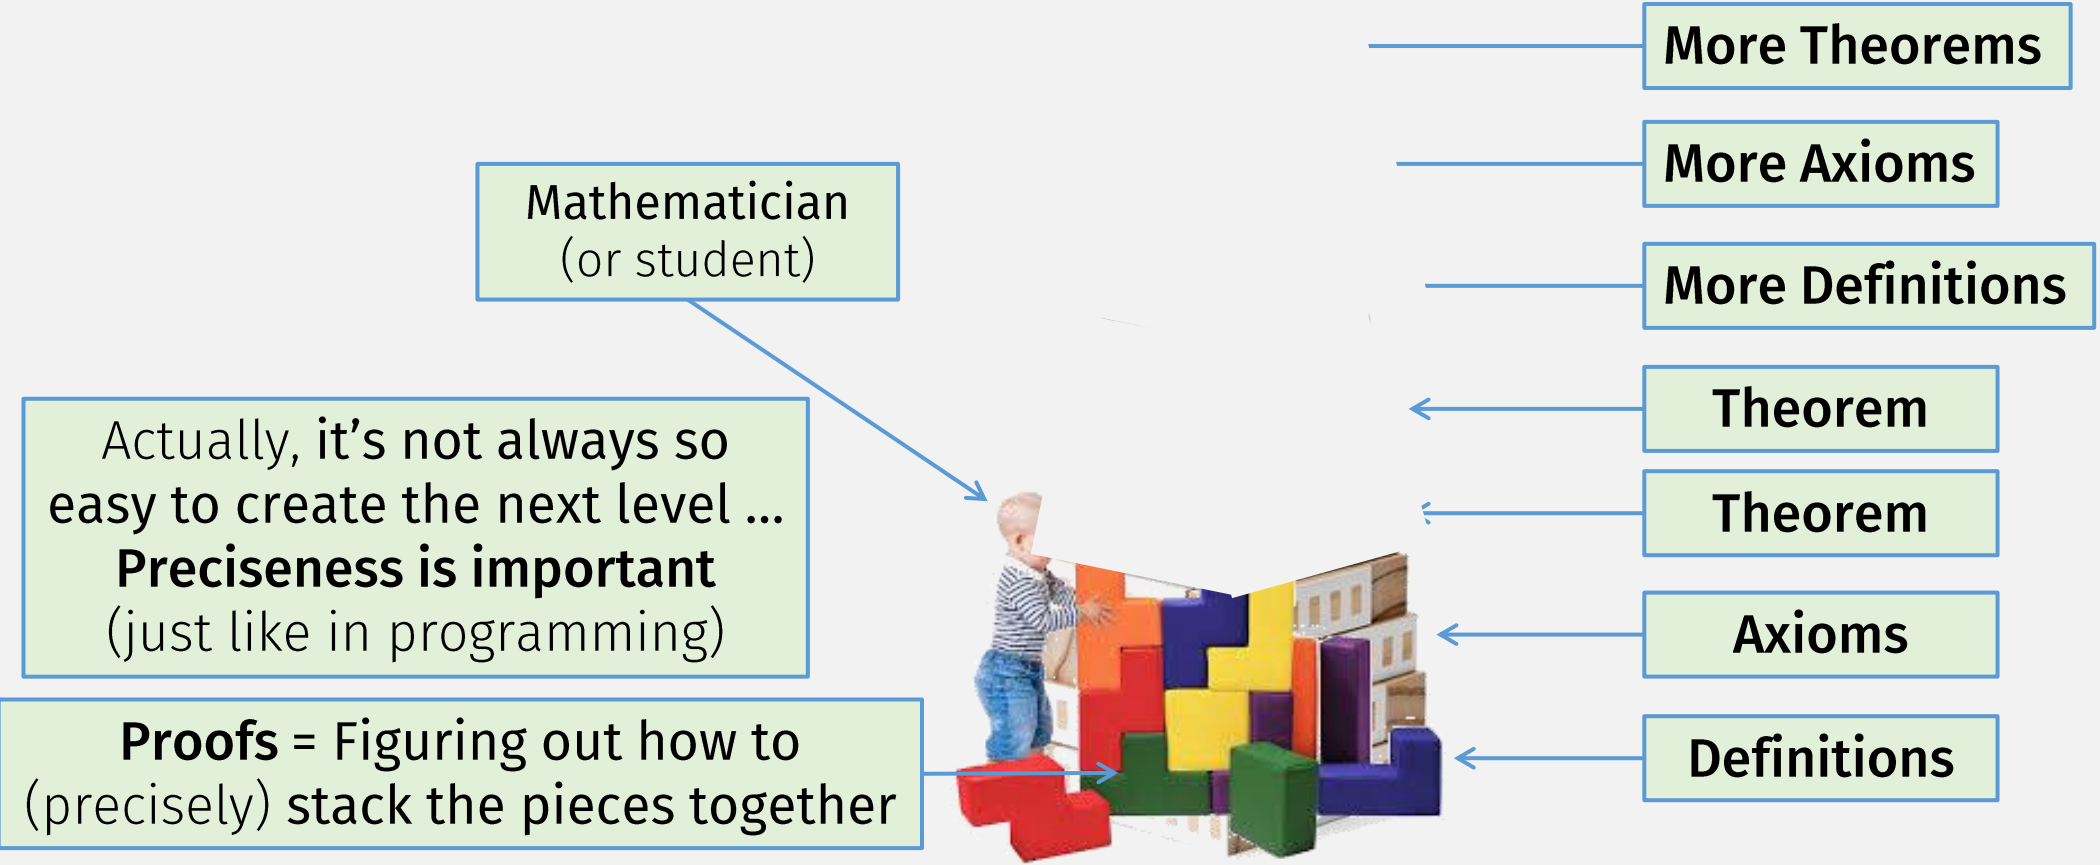 More Theorems
More Axioms
Mathematician
(or student)
More Definitions
Theorem
Actually, it’s not always so
easy to create the next level ...
Preciseness is important
(just like in programming)
Theorem
Axioms
Proofs = Figuring out how to
(precisely) stack the pieces together
Definitions